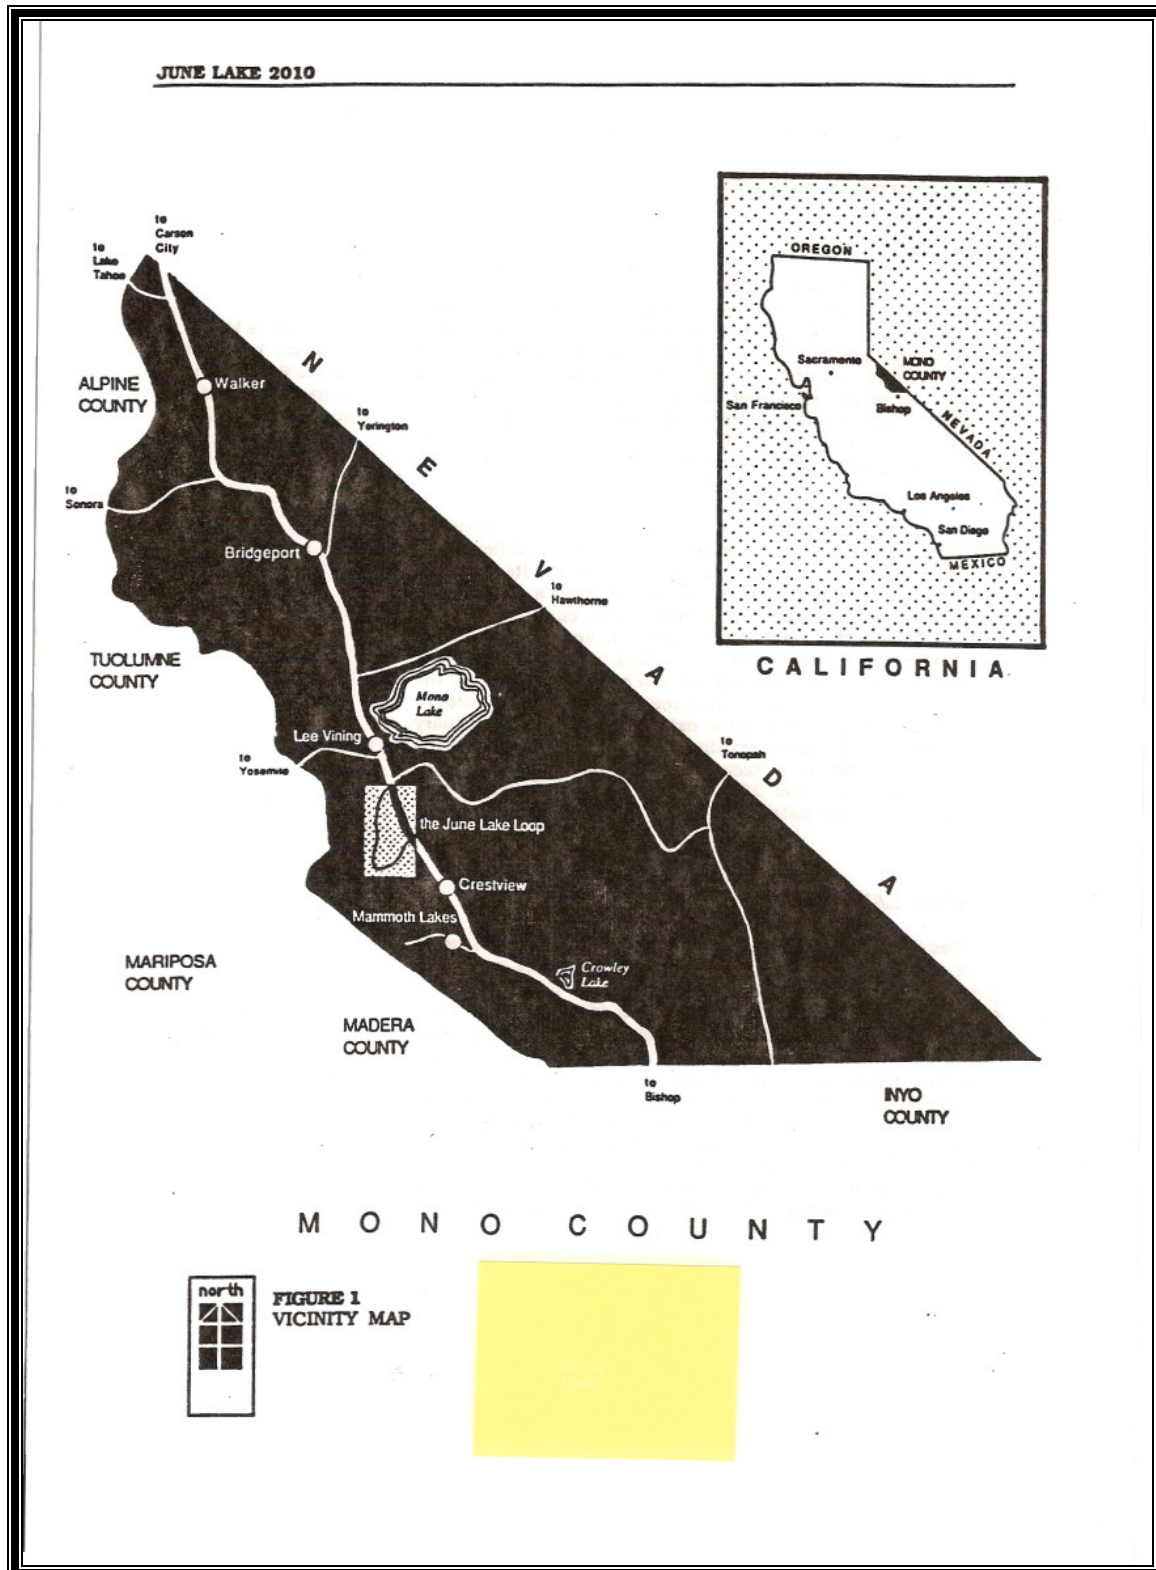 JUNE LAKE 2010
to
Carson
City
to
Lake
Tahoe
OREGON
Sacramento
MONO
COUNTY
San Francisco
Bishop
NEVADA
Los Angeles
San Diego
MEXICO
CALIFORNIA
NEVADA
ALPINE
COUNTY
Walker
to
Yerington
to
Sonora
Bridgeport
to
Hawthorne
TUOLUMNE
COUNTY
Mono
Lake
Lee Vining
to
Yosemite
to
Tonopah
the June Lake Loop
Crestview
Mammoth Lakes
MARIPOSA
COUNTY
Crowley
Lake
MADERA
COUNTY
to
Bishop
INYO
COUNTY
MONO COUNTY
north
FIGURE 1
VICINITY MAP